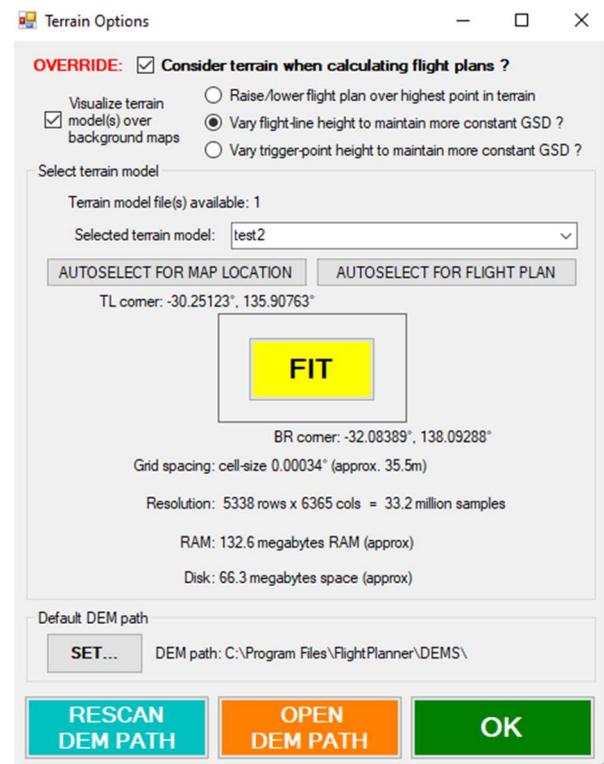 Terrain Options
OVERRIDE: Consider terrain when calculating flight plans ?
Visualize terrain
model(s) over
background maps
Raise/lower flight plan over highest point in terrain
Vary flight-line height to maintain more constant GSD ?
Vary trigger-point height to maintain more constant GSD ?
Select terrain model
Terrain model file(s) available: 1
Selected terrain model: test2
AUTOSELECT FOR MAP LOCATION
AUTOSELECT FOR FLIGHT PLAN
TL corner: -30.25123°, 135.90763°
FIT
BR corner: -32.08389°, 138.09288°
Grid spacing: cell-size 0.00034° (approx. 35.5m)
Resolution: 5338 rows x 6365 cols = 33.2 million samples
RAM: 132.6 megabytes RAM (approx)
Disk: 66.3 megabytes space (approx)
Default DEM path
SET...
DEM path: C:\Program Files\FlightPlanner\DEMS\
RESCAN
DEM PATH
OPEN
DEM PATH
OK